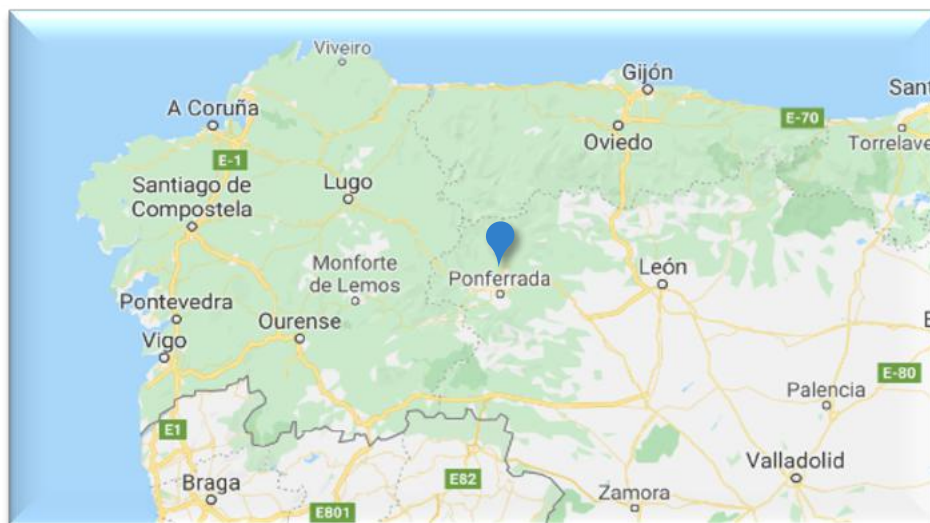 Viveiro
Gijón
Sant
A Coruña
E-70
Oviedo
Torrelave
E-1
Santiago de
Compostela
Lugo
Monforte
de Lemos
Ponferrada
León
Pontevedra
Ourense
Vigo
E-80
Palencia
E1
Valladolid
Braga
E82
Zamora
E801